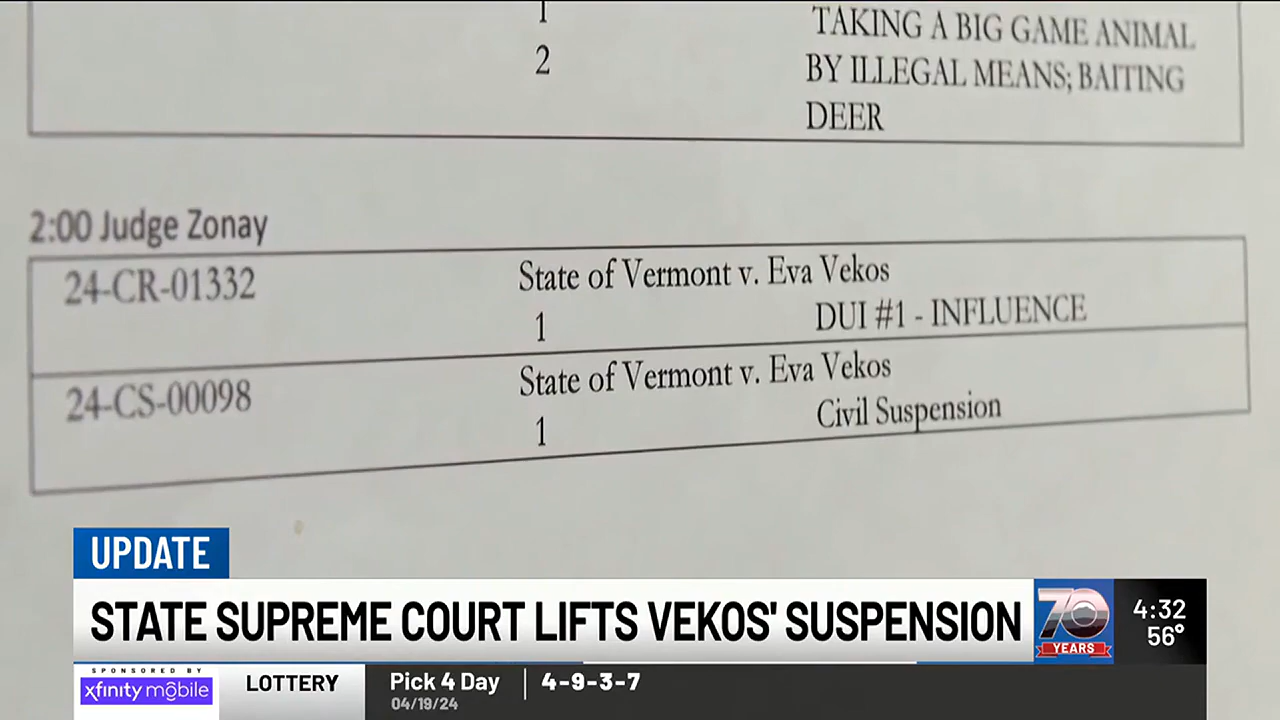 1
TAKING A BIG GAME ANIMAL
2
BY ILLEGAL MEANS; BAITING
DEER
2:00 Judge Zonay
24-CR-01332
State of Vermont v. Eva Vekos
1 DUI #1 - INFLUENCE
24-CS-00098
State of Vermont v. Eva Vekos
1 Civil Suspension
UPDATE
STATE SUPREME COURT LIFTS VEKOS' SUSPENSION
70
YEARS
4:32
56°
SPONSORED BY
xfinity mobile
LOTTERY
Pick 4 Day
4-9-3-7
04/19/24